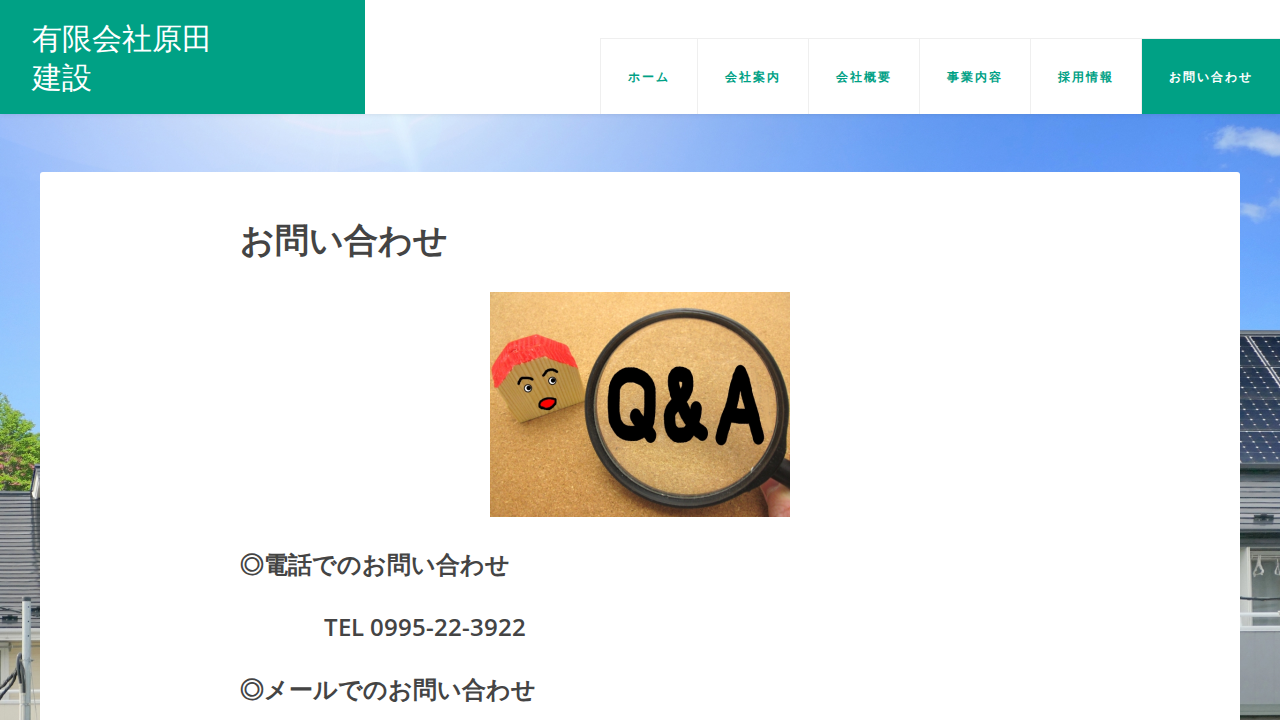 有限会社原田
建設
ホーム
会社案内
会社概要
事業内容
採用情報
お問い合わせ
お問い合わせ
Q&A
◎電話でのお問い合わせ
TEL 0995-22-3922
◎メールでのお問い合わせ